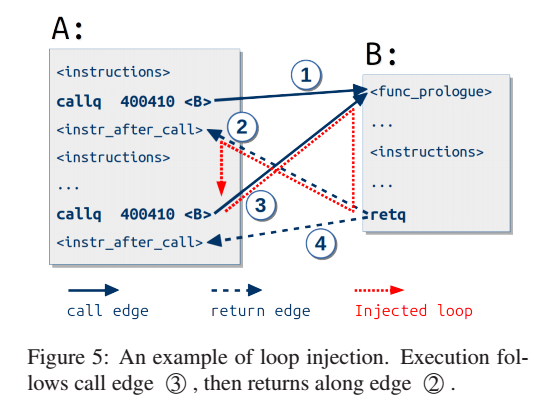 A:
<instructions>
callq 400410 <B>
<instr_after_call>
<instructions>
...
callq 400410 <B>
<instr_after_call>
B:
<func_prologue>
...
<instructions>
...
retq
1
2
3
4
call edge
return edge
Injected loop
Figure 5: An example of loop injection. Execution fol-
lows call edge ③ , then returns along edge ② .